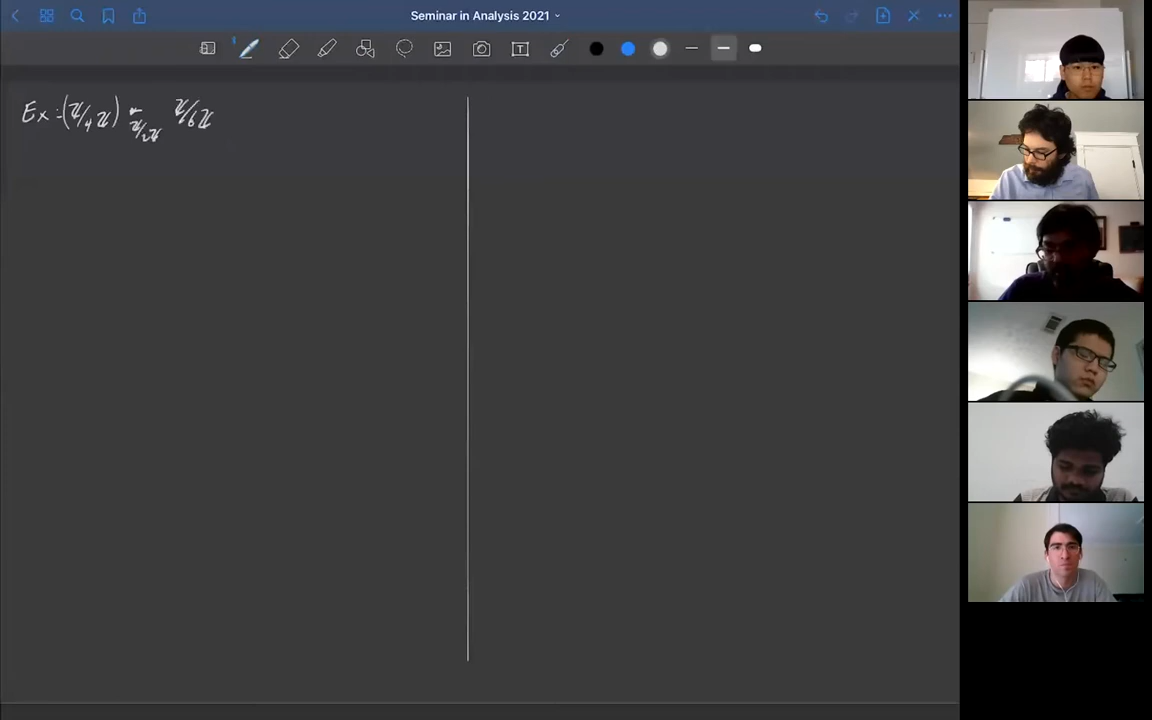 Seminar in Analysis 2021
Ex: (ℤ/4ℤ) *_{ℤ/2ℤ} ℤ/6ℤ